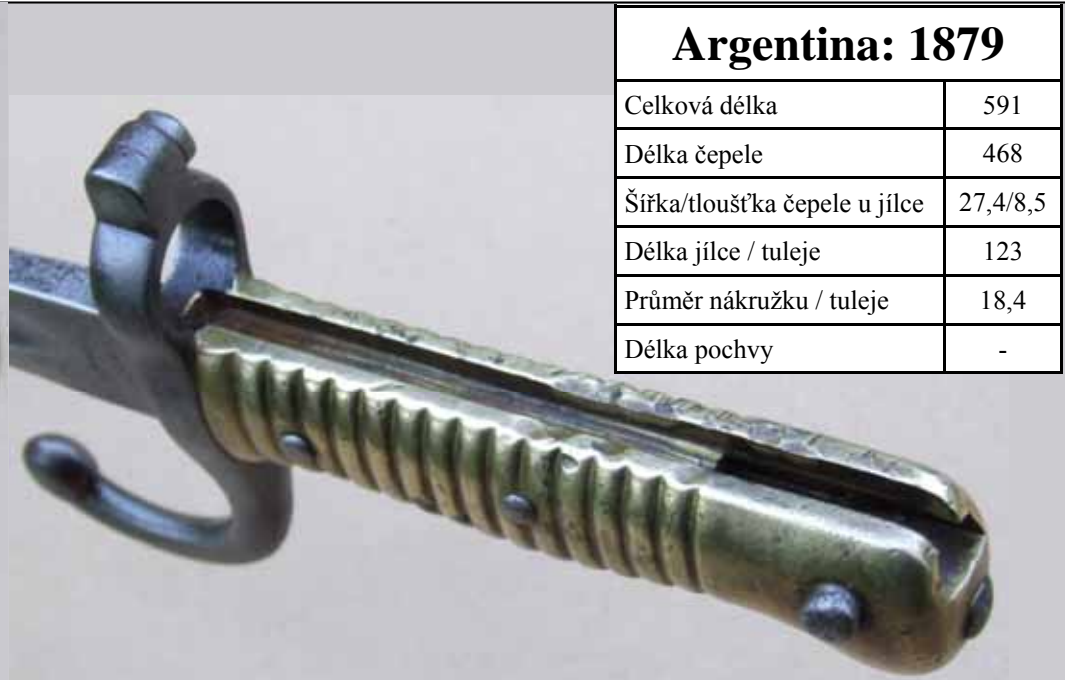 Argentina: 1879
Celková délka 591
Délka čepele 468
Šířka/tloušťka čepele u jílce 27,4/8,5
Délka jílce / tuleje 123
Průměr nákružku / tuleje 18,4
Délka pochvy -